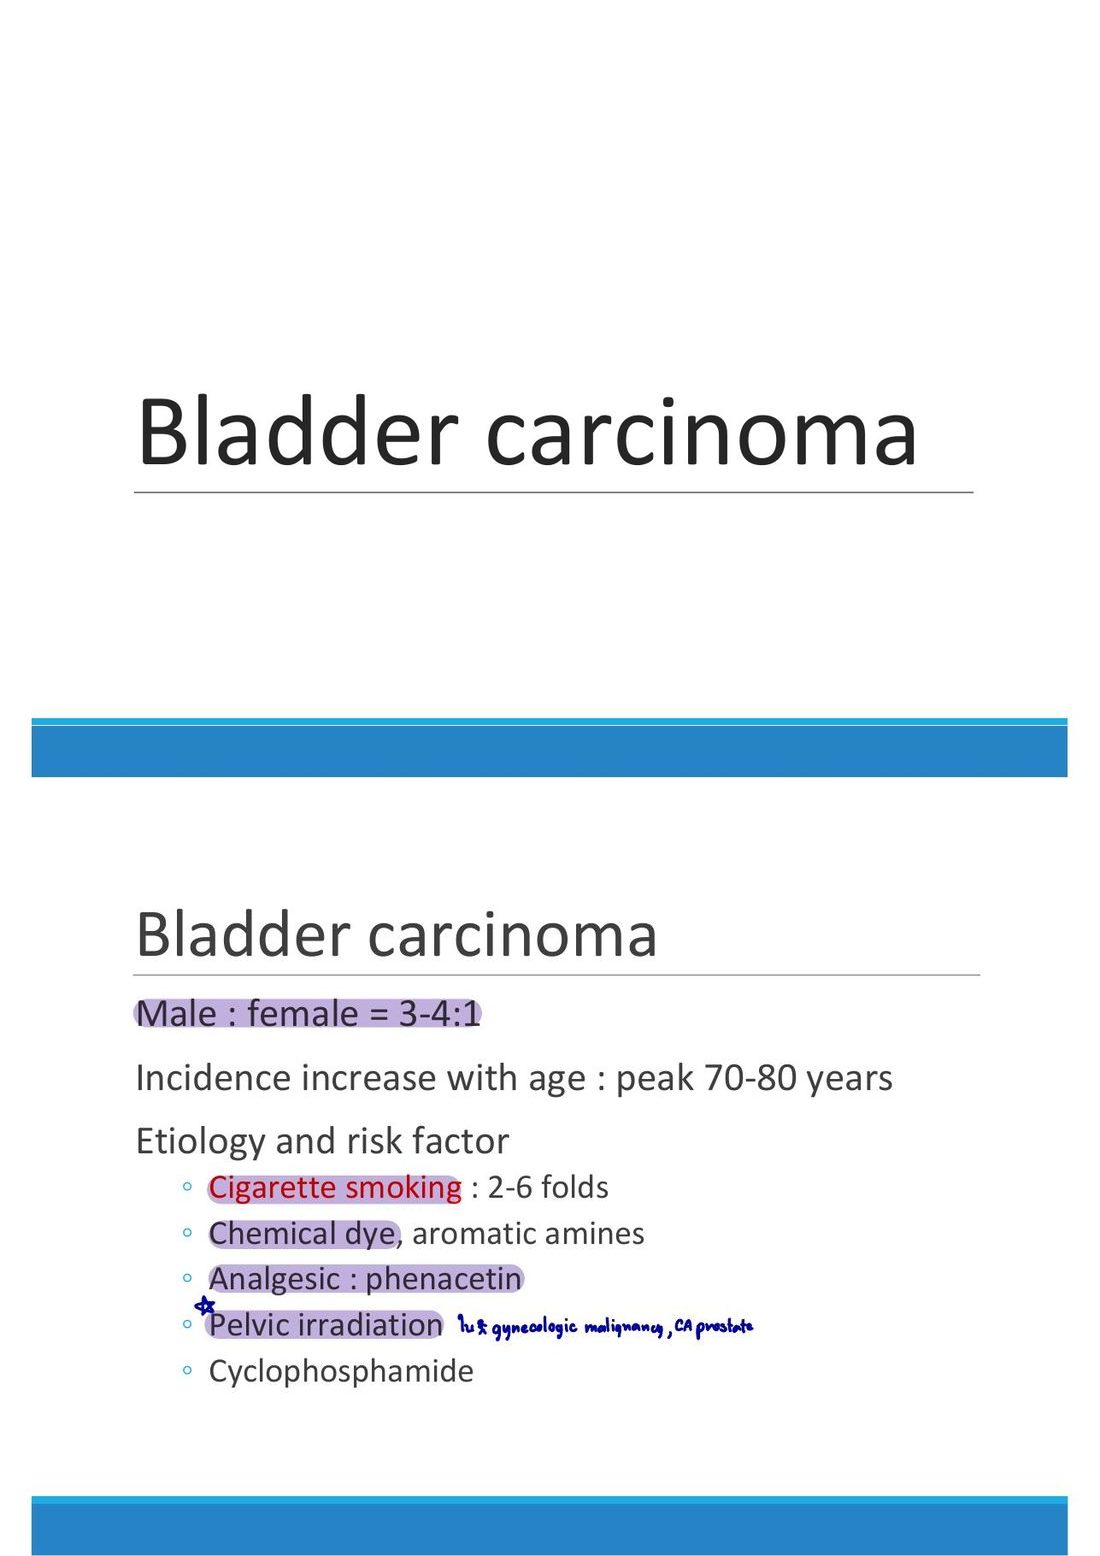 Bladder carcinoma
Bladder carcinoma
Male : female = 3-4:1
Incidence increase with age : peak 70-80 years
Etiology and risk factor
◦ Cigarette smoking : 2-6 folds
◦ Chemical dye, aromatic amines
◦ Analgesic : phenacetin
◦ Pelvic irradiation gynecologic malignancy, CA prostate
◦ Cyclophosphamide